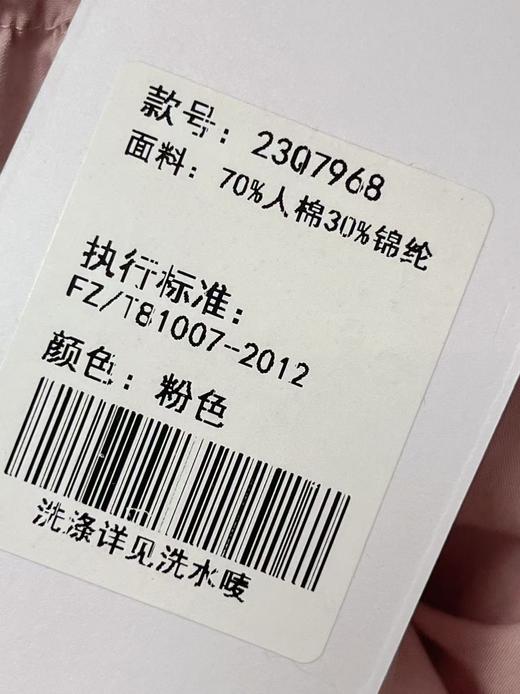 款号：23Q7968
面料：70%人棉30%锦纶
执行标准：
FZ/T81007-2012
颜色：粉色
洗涤详见洗水唛